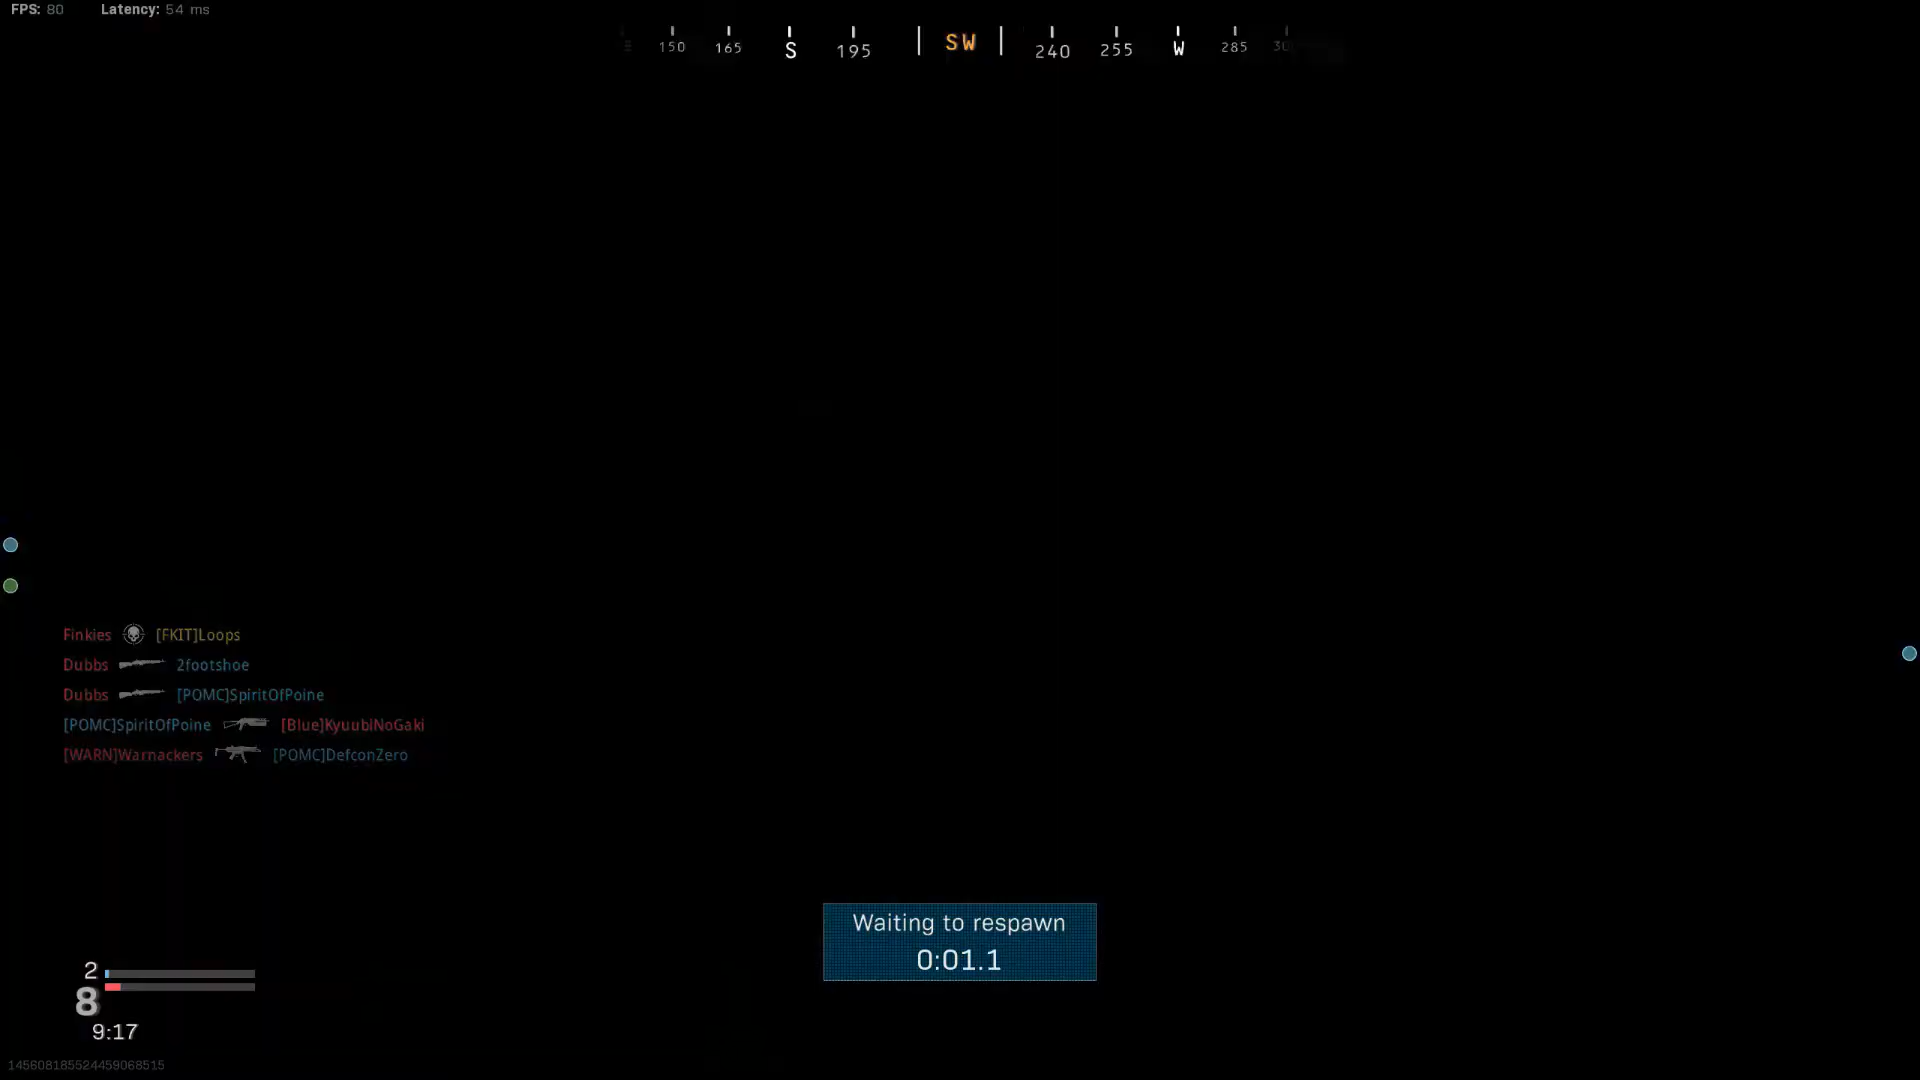 FPS: 80 Latency: 54 ms
150 165 S 195 SW 240 255 W 285 30
Finkies [FKIT]Loops
Dubbs 2footshoe
Dubbs [POMC]SpiritOfPoine
[POMC]SpiritOfPoine [Blue]KyuubiNoGaki
[WARN]Warnackers [POMC]DefconZero
Waiting to respawn
0:01.1
2
8
9:17
145608185524459068515